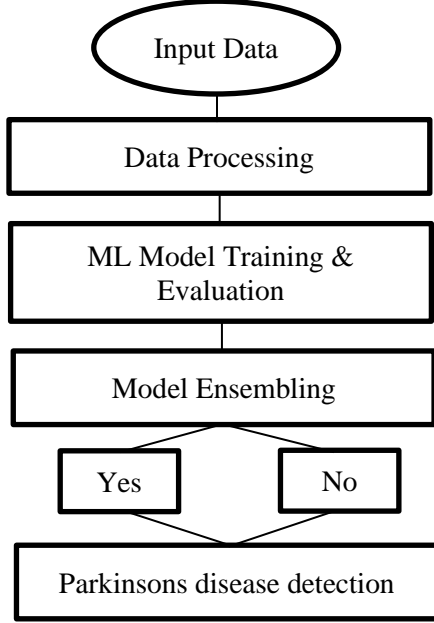 Input Data
Data Processing
ML Model Training &
Evaluation
Model Ensembling
Yes
No
Parkinsons disease detection